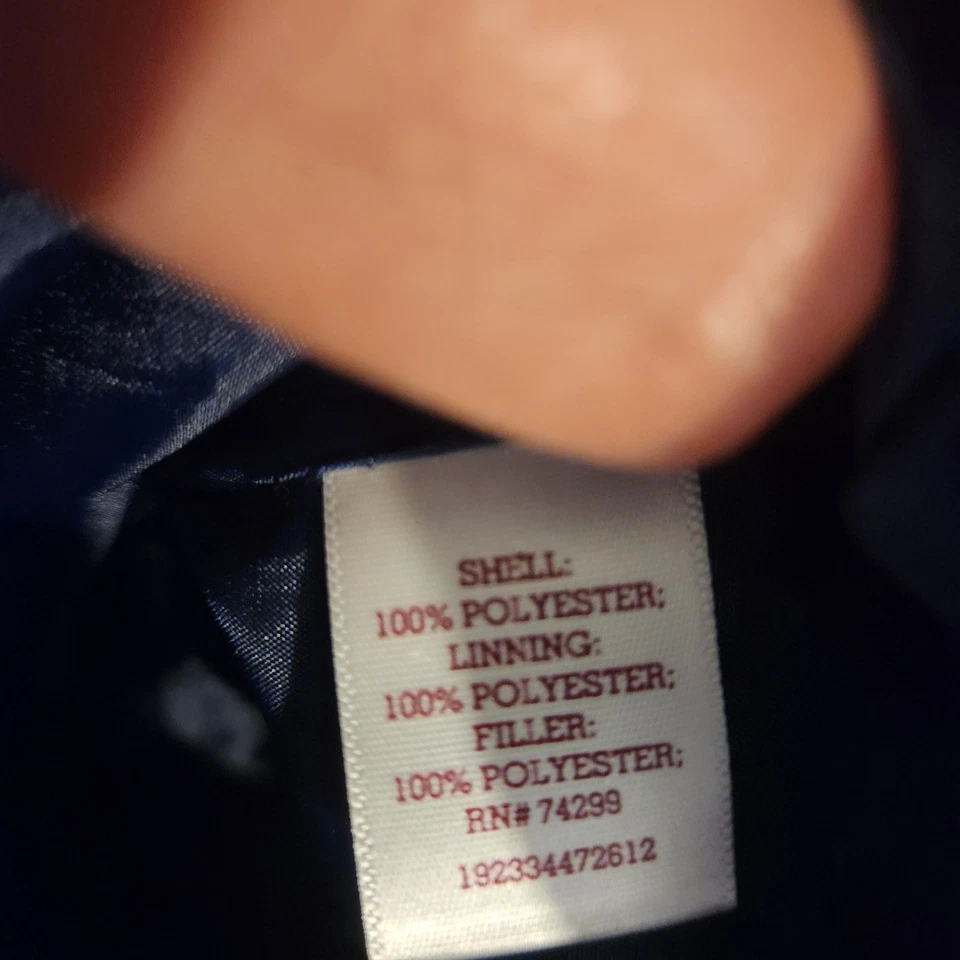 SHELL:
100% POLYESTER;
LINNING:
100% POLYESTER;
FILLER:
100% POLYESTER;
RN# 74299
192334472612